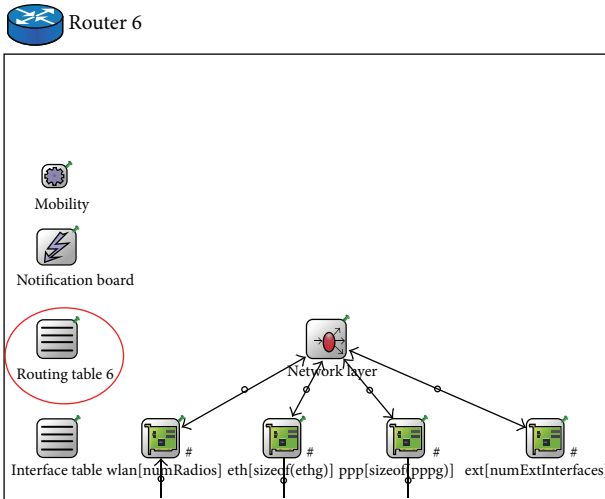 Router 6
Mobility
Notification board
Routing table 6
Network layer
# # # #
Interface table wlan[numRadios] eth[sizeof(ethg)] ppp[sizeof(pppg)] ext[numExtInterfaces]